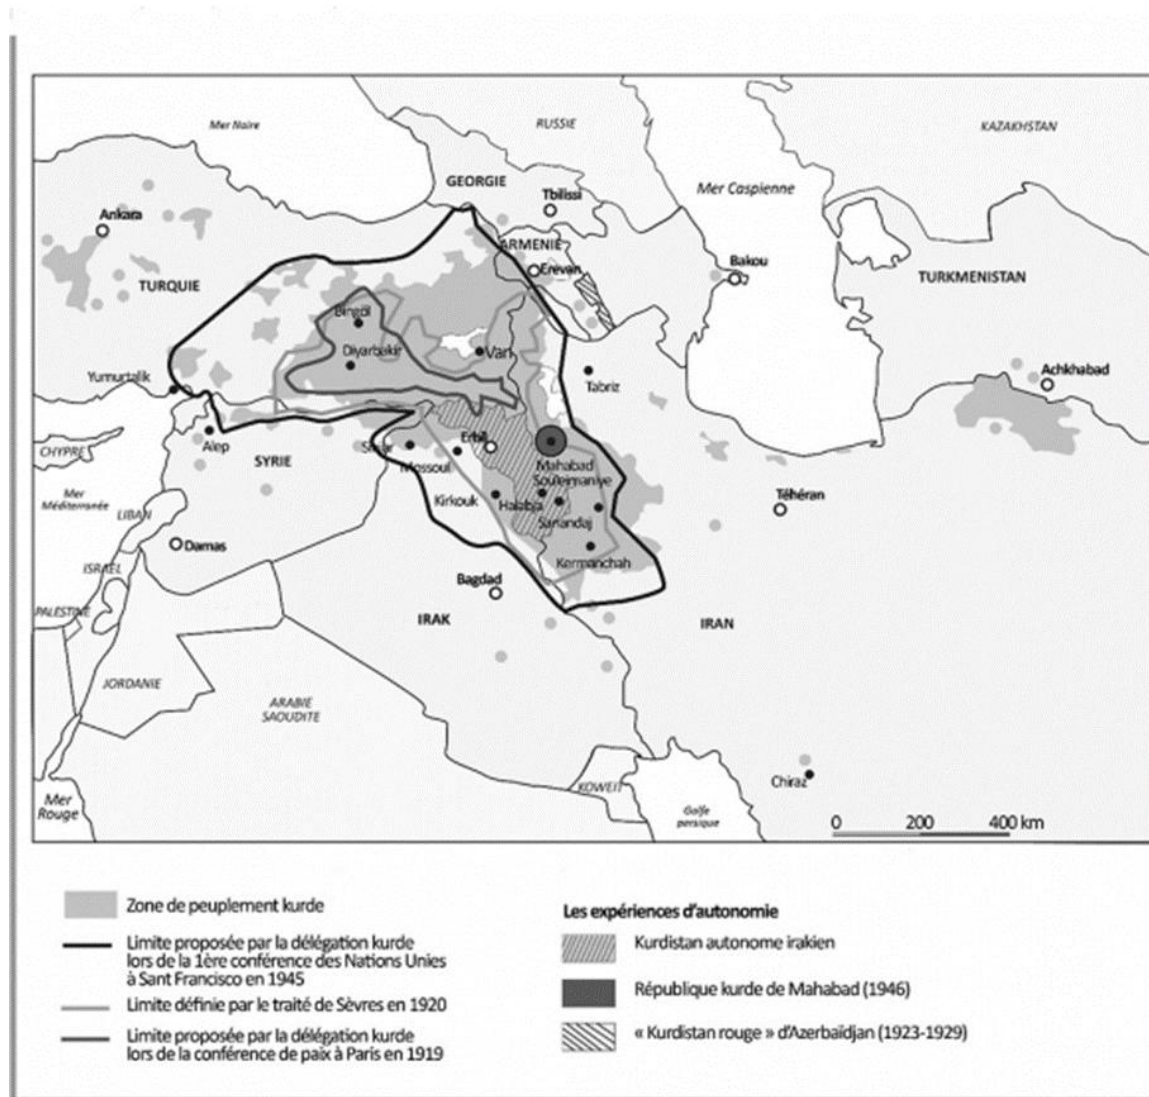 Mer Noire
RUSSIE
KAZAKHSTAN
GEORGIE
Tbilissi
Mer Caspienne
Ankara
ARMENIE
Erevan
Bakou
TURQUIE
TURKMENISTAN
Bingöl
Diyarbakir
Van
Yumurtalik
Tabriz
Achkhabad
Alep
Erbil
CHYPRE
SYRIE
Sinjar
Mossoul
Mahabad
Souleimaniye
Téhéran
Mer
Méditerranée
Kirkouk
Halabja
LIBAN
Sanandaj
Damas
Kermanchah
ISRAEL
Bagdad
PALESTINE
IRAK
IRAN
JORDANIE
ARABIE
SAOUDITE
Chiraz
KOWEIT
Mer
Rouge
Golfe
persique
0 200 400 km
Zone de peuplement kurde
Limite proposée par la délégation kurde
lors de la 1ère conférence des Nations Unies
à Sant Francisco en 1945
Limite définie par le traité de Sèvres en 1920
Limite proposée par la délégation kurde
lors de la conférence de paix à Paris en 1919
Les expériences d'autonomie
Kurdistan autonome irakien
République kurde de Mahabad (1946)
« Kurdistan rouge » d'Azerbaïdjan (1923-1929)